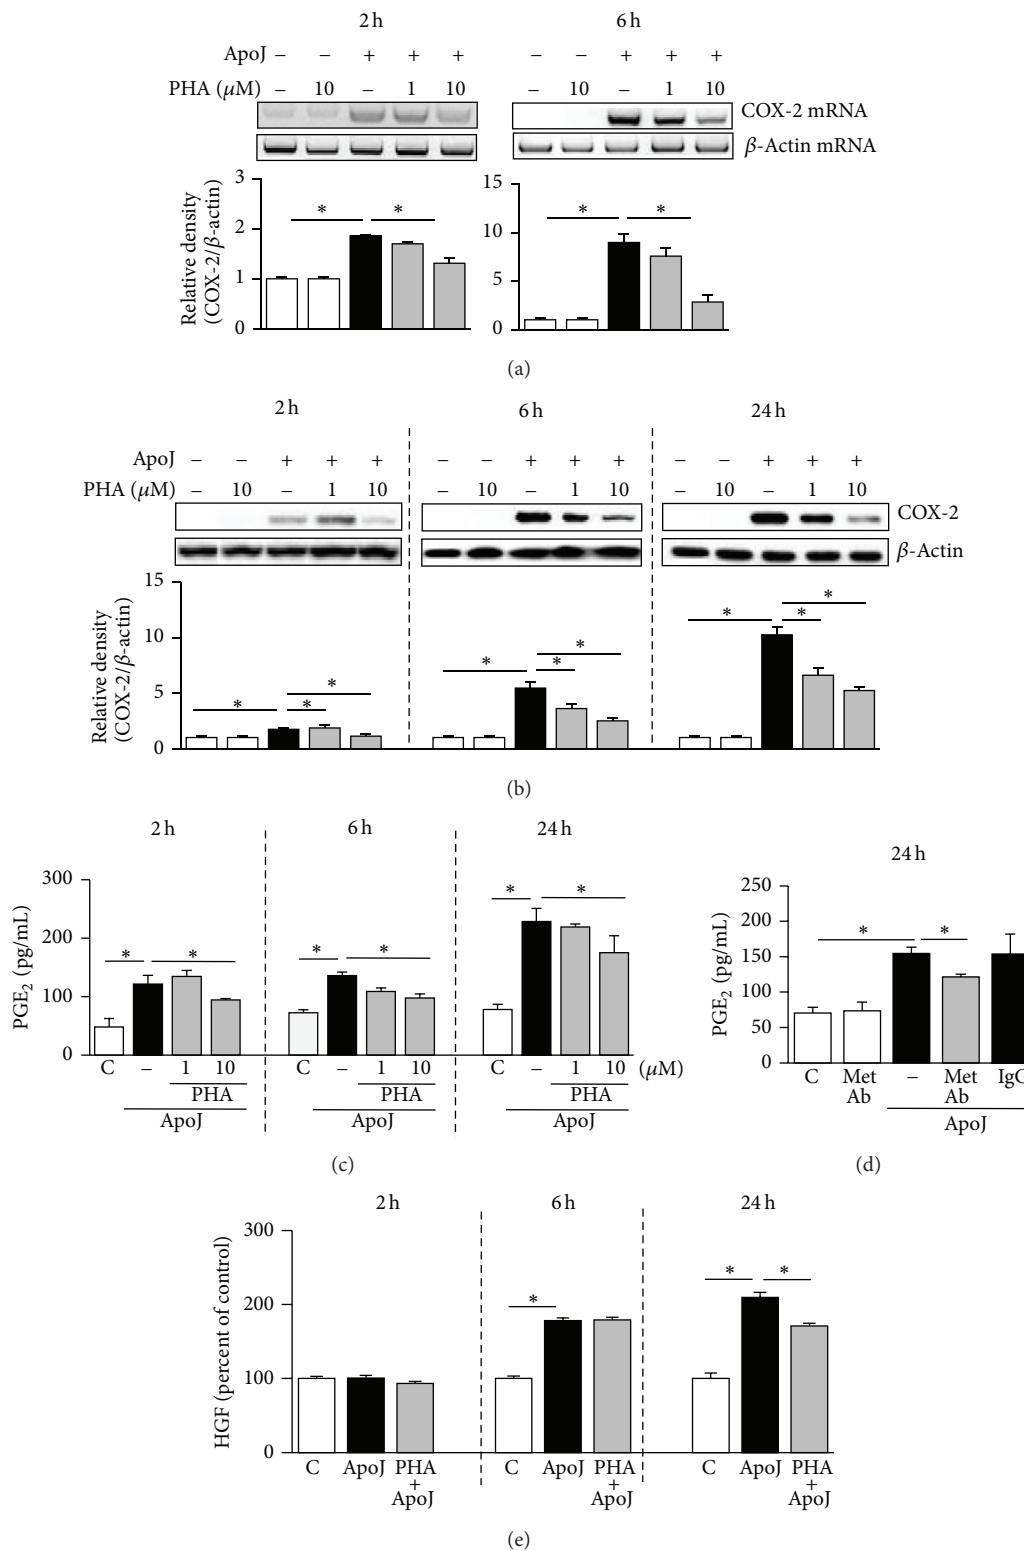 2 h 6 h
ApoJ – – + + + – – + + +
PHA (μM) – 10 – 1 10 – 10 – 1 10
COX-2 mRNA
β-Actin mRNA
Relative density
(COX-2/β-actin)
3
2
1
0
* *
15
10
5
0
* *
(a)
2 h 6 h 24 h
ApoJ – – + + + – – + + + – – + + +
PHA (μM) – 10 – 1 10 – 10 – 1 10 – 10 – 1 10
COX-2
β-Actin
Relative density
(COX-2/β-actin)
15
10
5
0
* * *
* * *
* * *
(b)
2 h 6 h 24 h
PGE2 (pg/mL)
300
200
100
0
* * * * * *
C – 1 10 C – 1 10 C – 1 10 (μM)
PHA PHA PHA
ApoJ ApoJ ApoJ
(c)
24 h
PGE2 (pg/mL)
250
200
150
100
50
0
* *
C Met – Met IgG
Ab Ab
ApoJ
(d)
2 h 6 h 24 h
HGF (percent of control)
300
200
100
0
* * *
C ApoJ PHA C ApoJ PHA C ApoJ PHA
+ + +
ApoJ ApoJ ApoJ
(e)